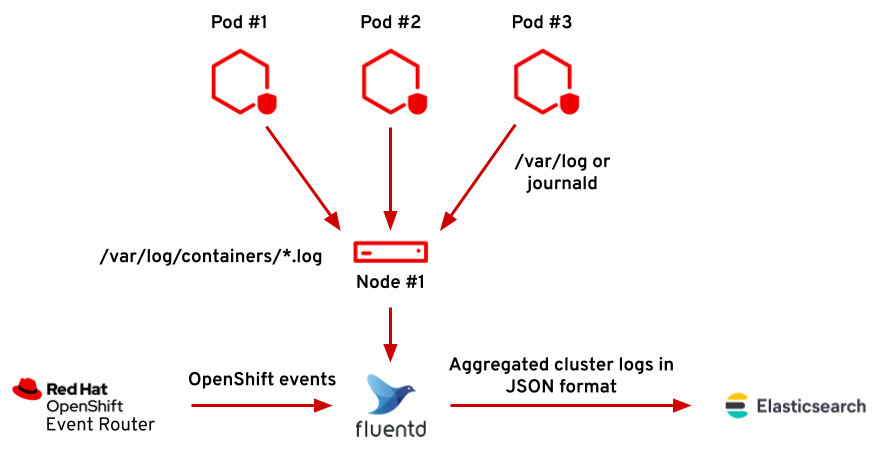 Pod #1
Pod #2
Pod #3
/var/log or
journald
/var/log/containers/*.log
Node #1
Red Hat
OpenShift
Event Router
OpenShift events
fluentd
Aggregated cluster logs in
JSON format
Elasticsearch